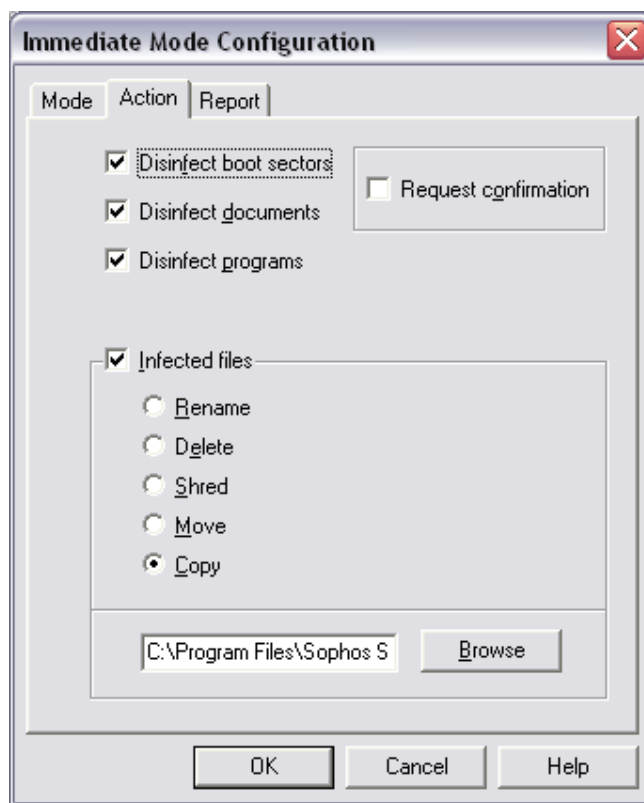 Immediate Mode Configuration
Mode Action Report
Disinfect boot sectors
Request confirmation
Disinfect documents
Disinfect programs
Infected files
Rename
Delete
Shred
Move
Copy
C:\Program Files\Sophos S
Browse
OK Cancel Help